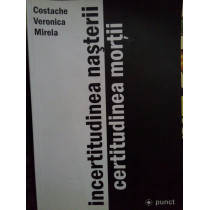 Costache
Veronica
Mirela
incertitudinea nașterii
certitudinea morții
punct